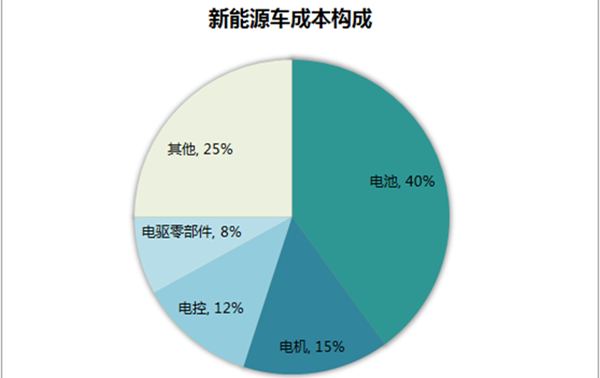 新能源车成本构成
其他, 25%
电池, 40%
电驱零部件, 8%
电控, 12%
电机, 15%